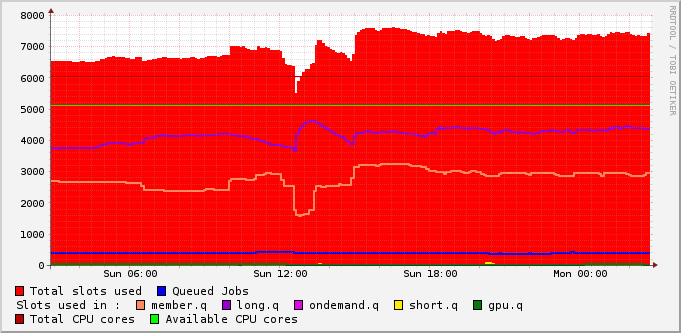 RRDTOOL / TOBI OETIKER
8000
7000
6000
5000
4000
3000
2000
1000
0
Sun 06:00 Sun 12:00 Sun 18:00 Mon 00:00
Total slots used Queued Jobs
Slots used in : member.q long.q ondemand.q short.q gpu.q
Total CPU cores Available CPU cores